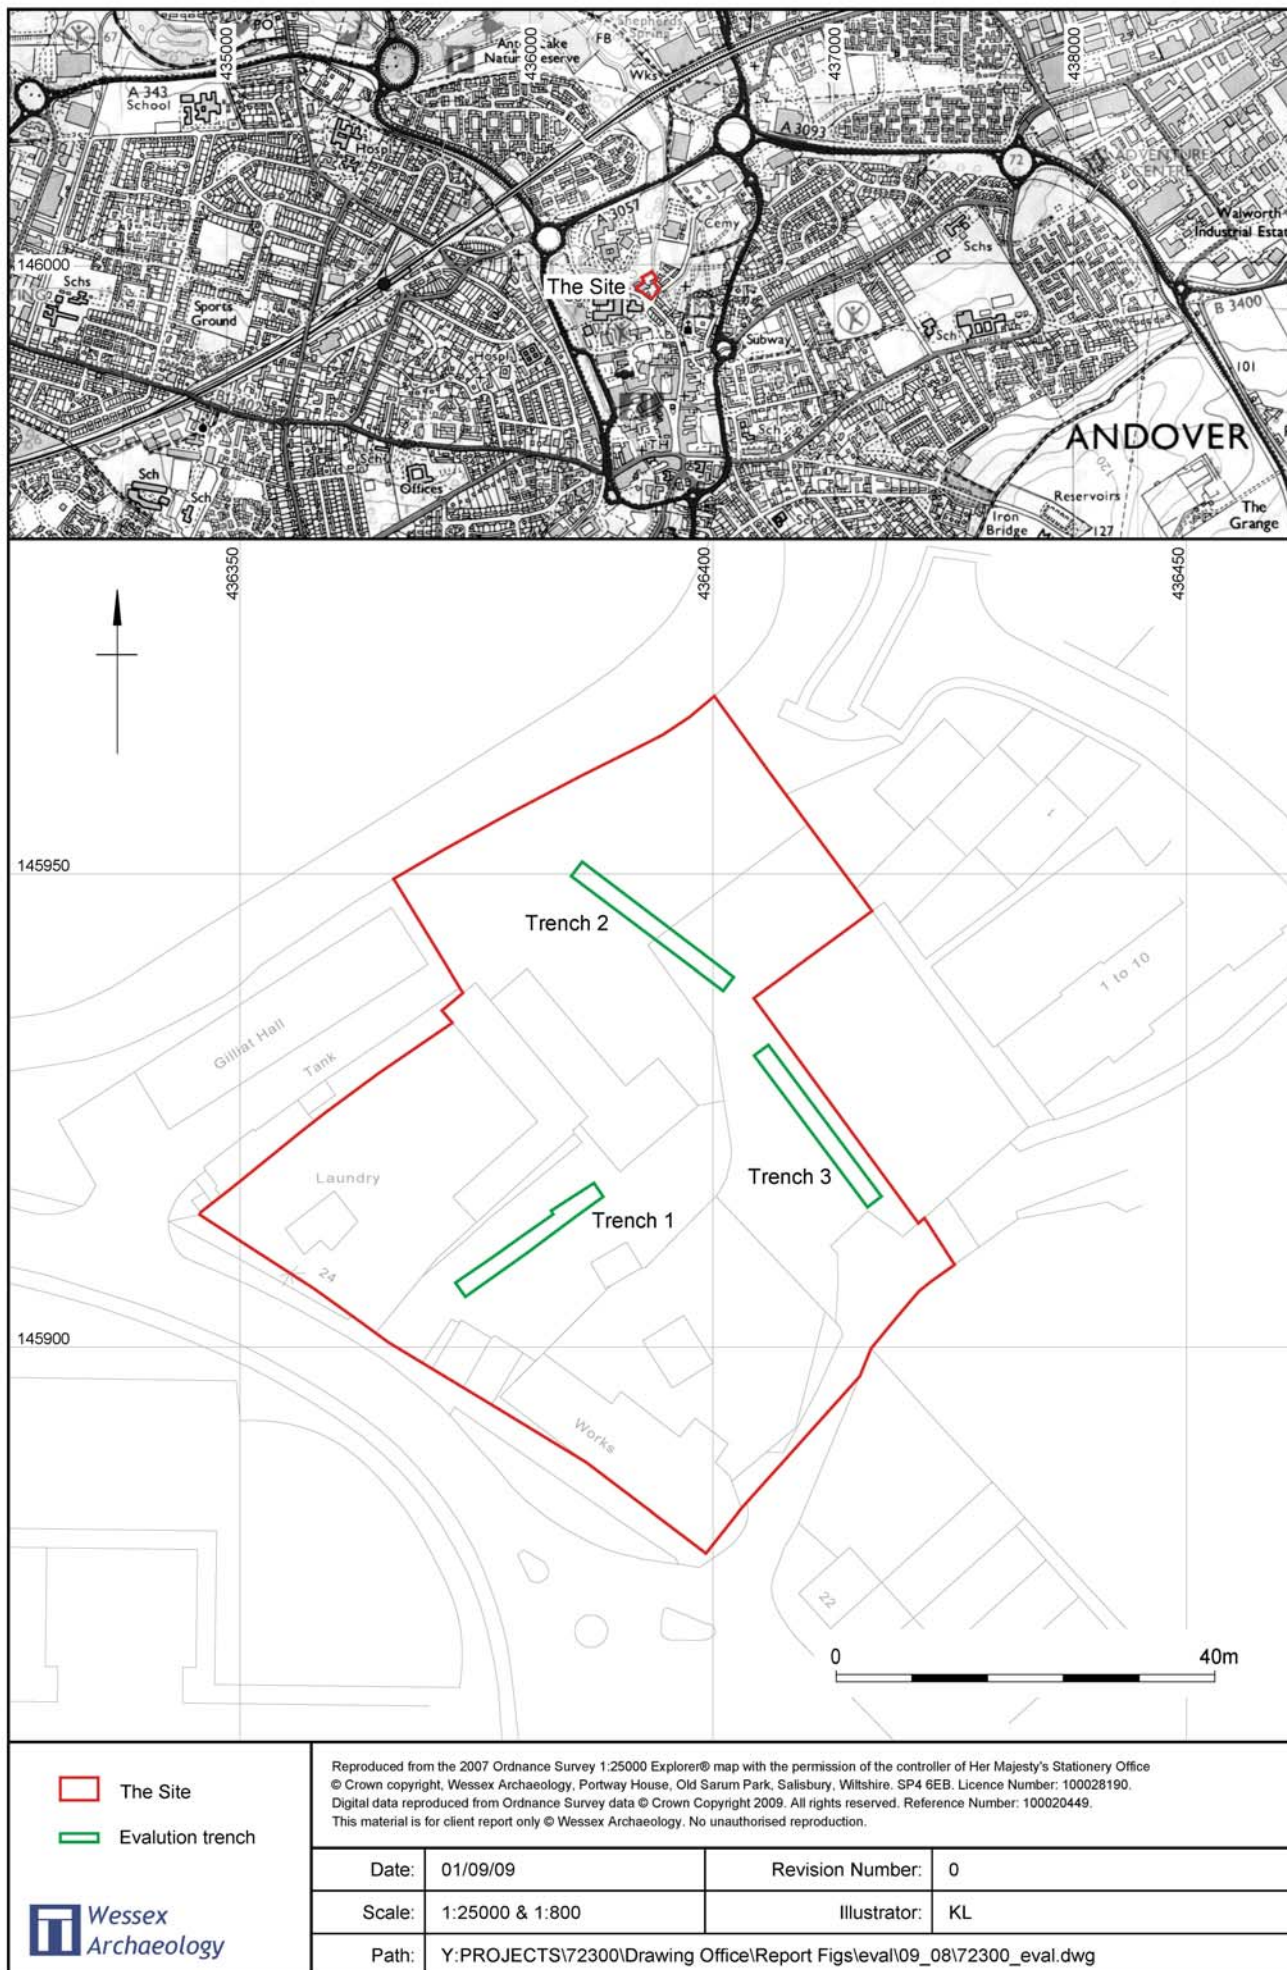 PO
67
435000
436000
Shepherds
Spring
FB
Wks
437000
438000
A 343
School
Hospl
A 3093
72
ADVENTURE
CENTRE
Walworth
Industrial Estat
A 3057
Cemy
Schs
146000
Schs
Sports
Ground
The Site
B 3400
Sch
Hospl
Subway
101
TH
Sch
ANDOVER
120
Sch
Sch
Offices
Sch
Iron
Bridge
Reservoirs
127
The
Grange
436350
436400
436450
145950
Trench 2
1 to 10
Gilliat Hall
Tank
Laundry
Trench 3
Trench 1
24
145900
Works
22
0 40m
The Site
Evalution trench
Wessex
Archaeology
Reproduced from the 2007 Ordnance Survey 1:25000 Explorer® map with the permission of the controller of Her Majesty's Stationery Office
© Crown copyright, Wessex Archaeology, Portway House, Old Sarum Park, Salisbury, Wiltshire. SP4 6EB. Licence Number: 100028190.
Digital data reproduced from Ordnance Survey data © Crown Copyright 2009. All rights reserved. Reference Number: 100020449.
This material is for client report only © Wessex Archaeology. No unauthorised reproduction.
Date: 01/09/09 Revision Number: 0
Scale: 1:25000 & 1:800 Illustrator: KL
Path: Y:PROJECTS\72300\Drawing Office\Report Figs\eval\09_08\72300_eval.dwg